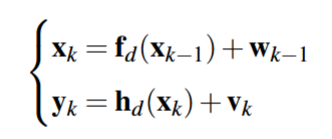 x_k = f_d(x_{k−1}) + w_{k−1}
y_k = h_d(x_k) + v_k